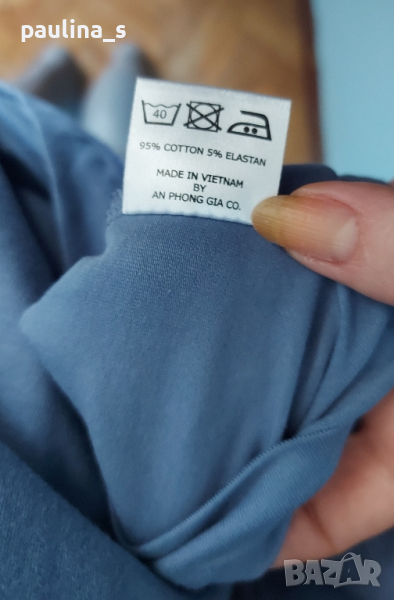 paulina_s
40
95% COTTON 5% ELASTAN
MADE IN VIETNAM
BY
AN PHONG GIA CO.
BAZAR